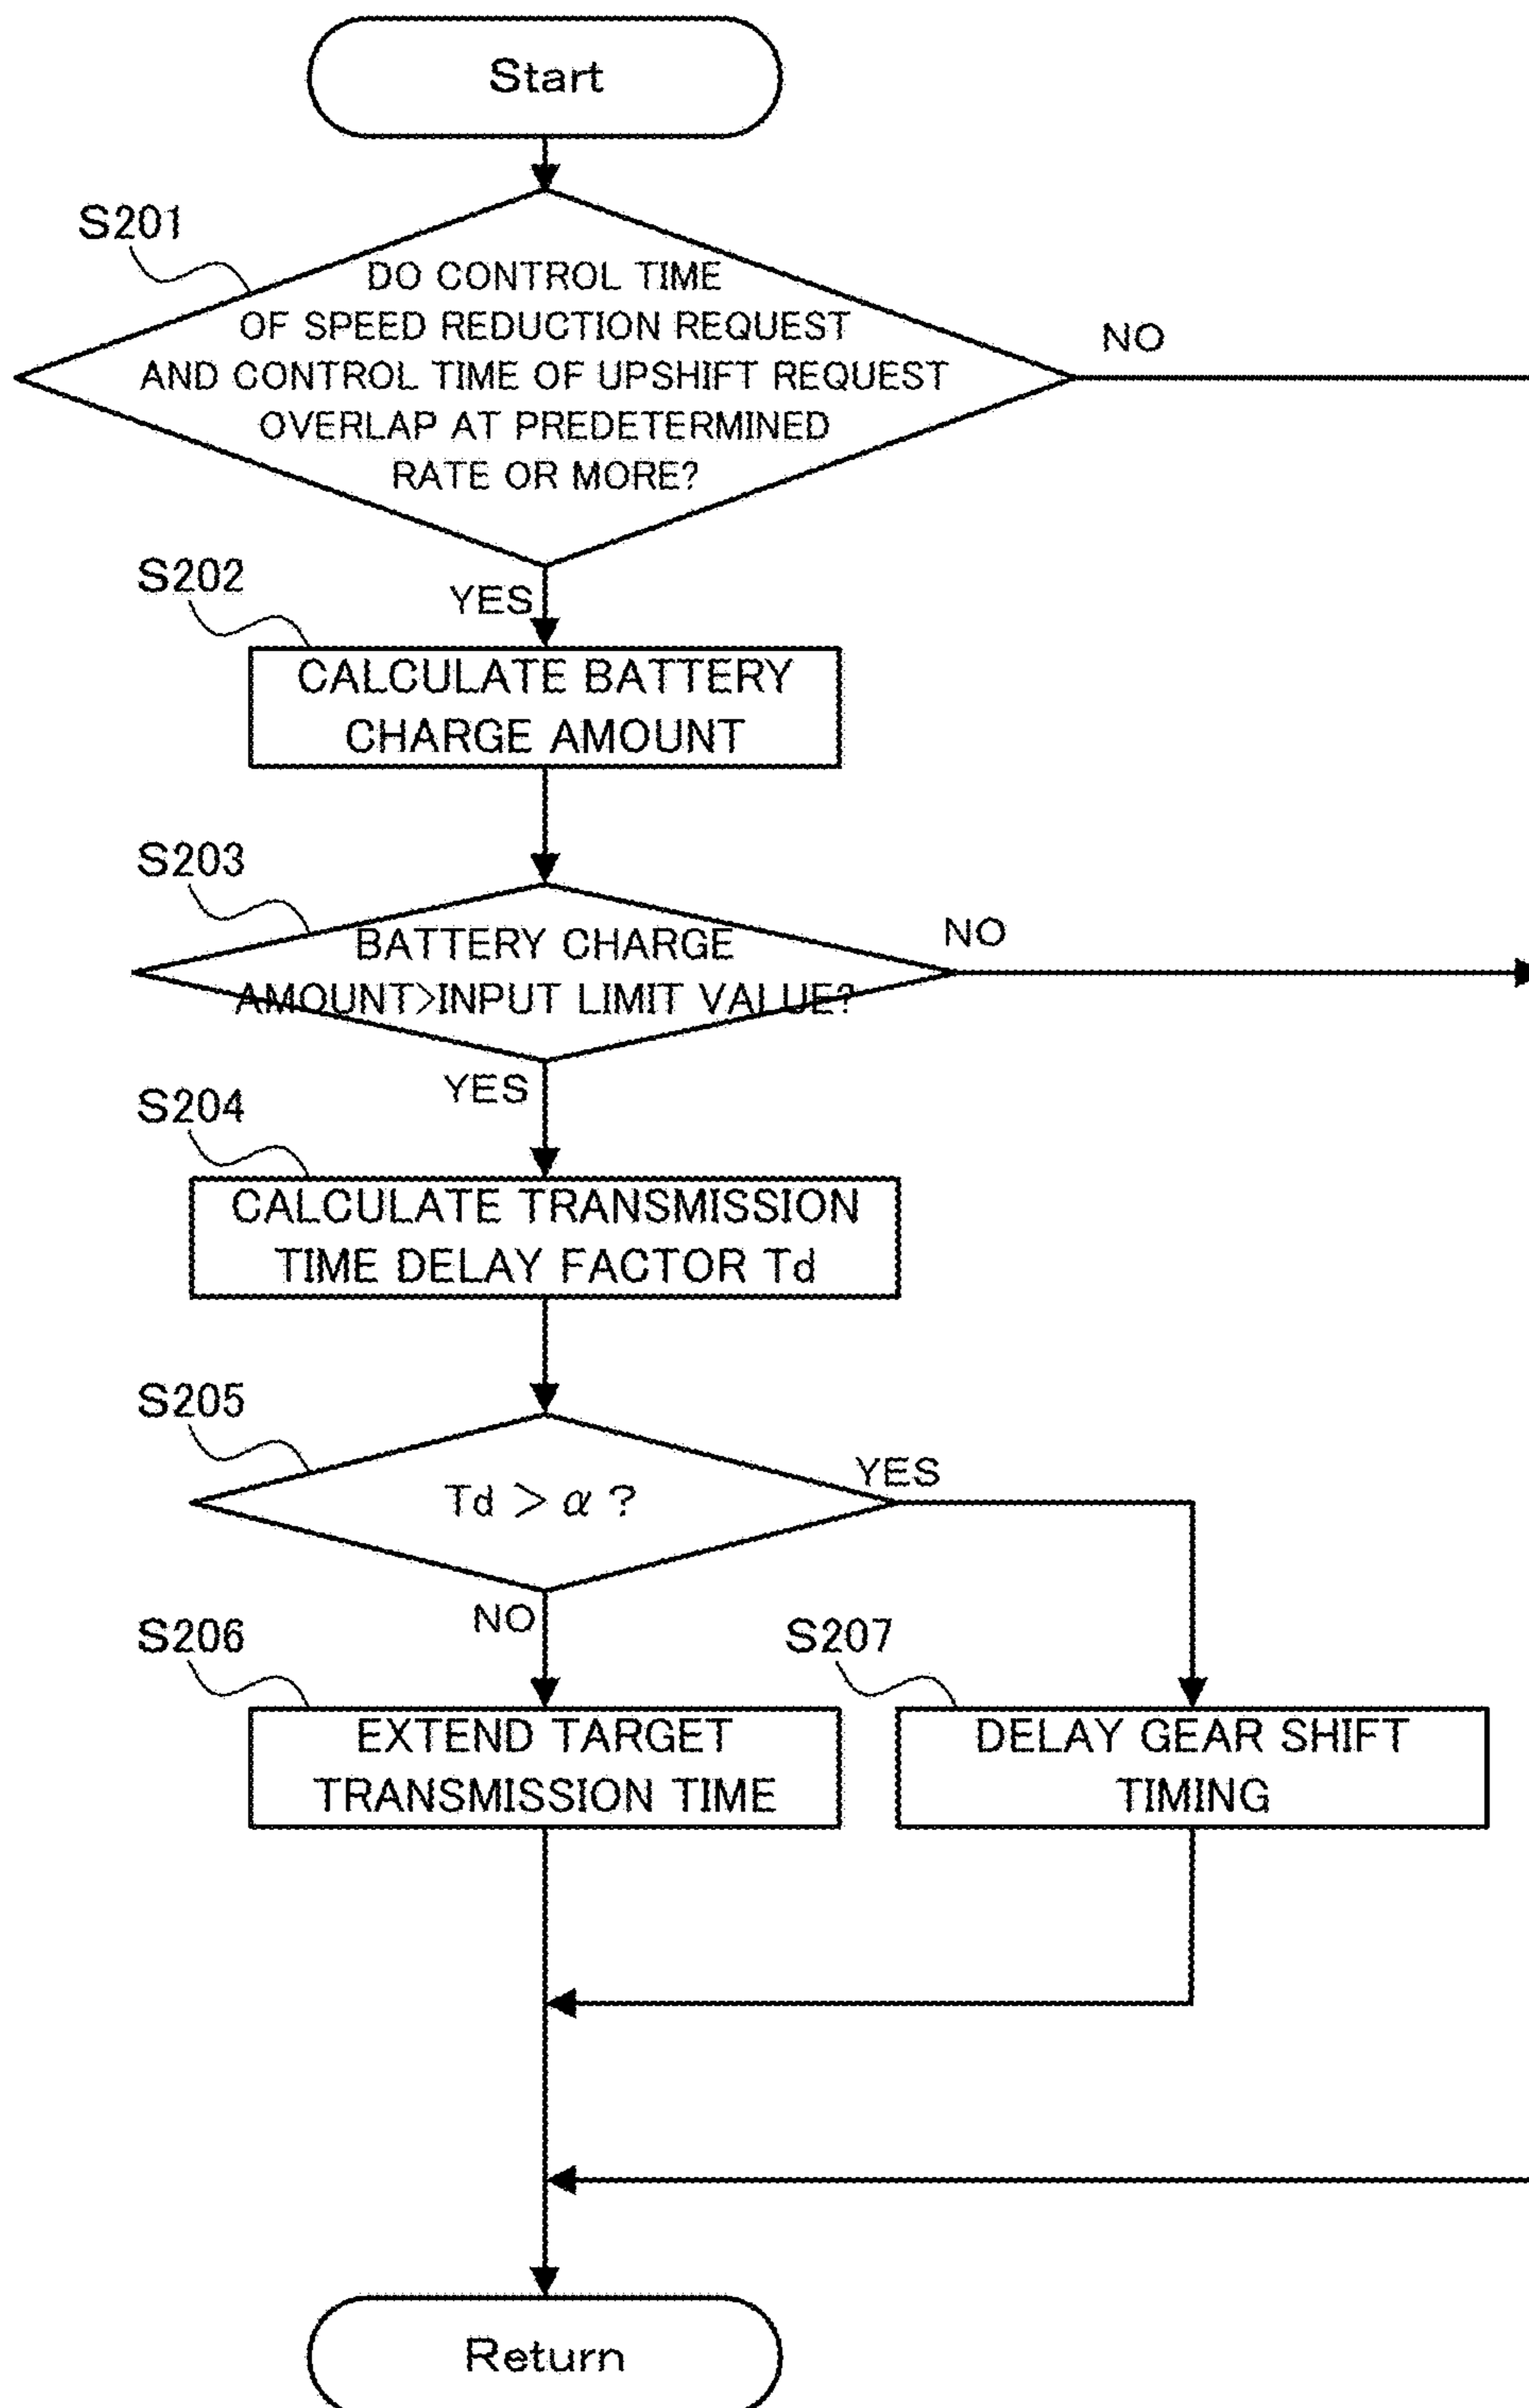 Start
S201
DO CONTROL TIME
OF SPEED REDUCTION REQUEST
AND CONTROL TIME OF UPSHIFT REQUEST
OVERLAP AT PREDETERMINED
RATE OR MORE?
NO
YES
S202
CALCULATE BATTERY
CHARGE AMOUNT
S203
BATTERY CHARGE
AMOUNT>INPUT LIMIT VALUE?
NO
YES
S204
CALCULATE TRANSMISSION
TIME DELAY FACTOR Td
S205
Td > α ?
YES
NO
S206
EXTEND TARGET
TRANSMISSION TIME
S207
DELAY GEAR SHIFT
TIMING
Return